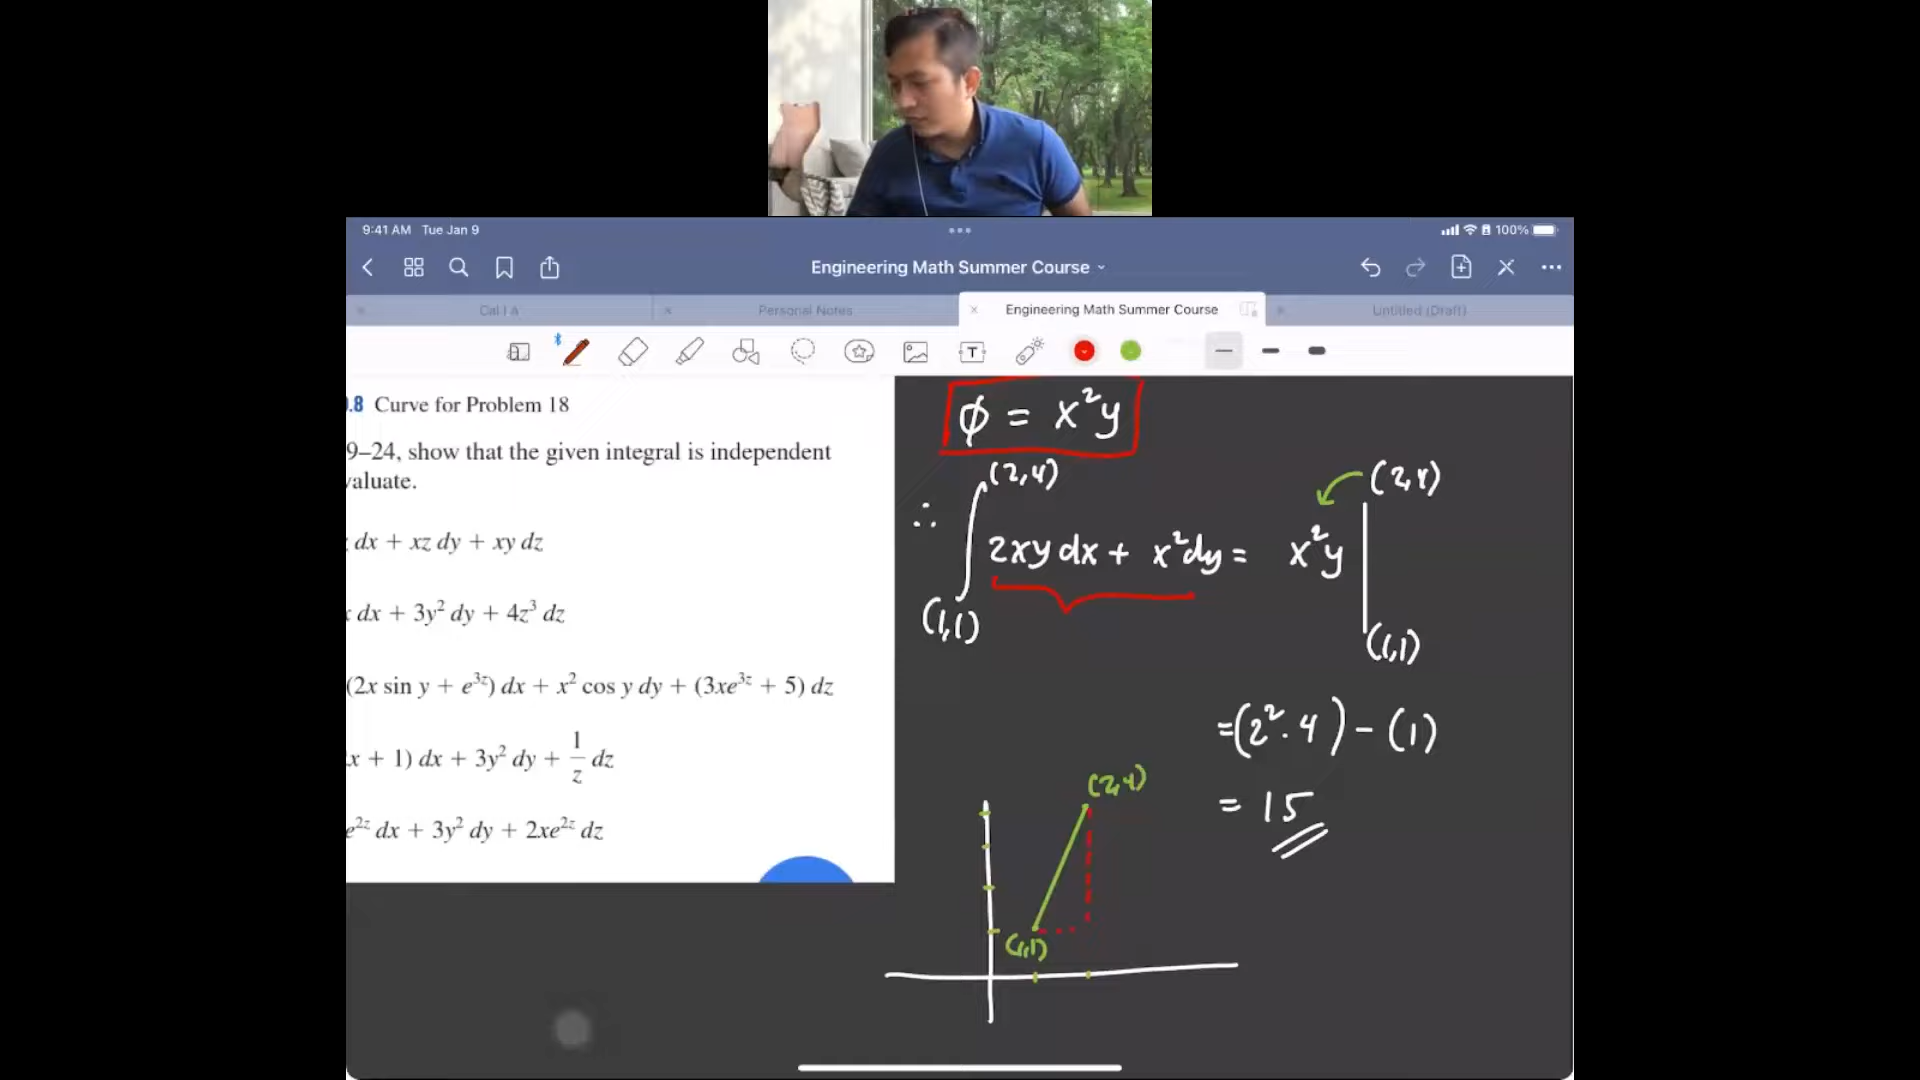 9:41 AM Tue Jan 9
100%
Engineering Math Summer Course
Cal I A
Personal Notes
Engineering Math Summer Course
Untitled (Draft)
T
.8 Curve for Problem 18
9–24, show that the given integral is independent
valuate.
dx + xz dy + xy dz
dx + 3y² dy + 4z³ dz
(2x sin y + e³ᶻ) dx + x² cos y dy + (3xe³ᶻ + 5) dz
x + 1) dx + 3y² dy + 1/z dz
e²ᶻ dx + 3y² dy + 2xe²ᶻ dz
ϕ = x²y
∴ ∫ (1,1) (2,4) 2xy dx + x² dy = x²y | (1,1) (2,4)
= (2² · 4) − (1)
= 15
(2,4)
(1,1)